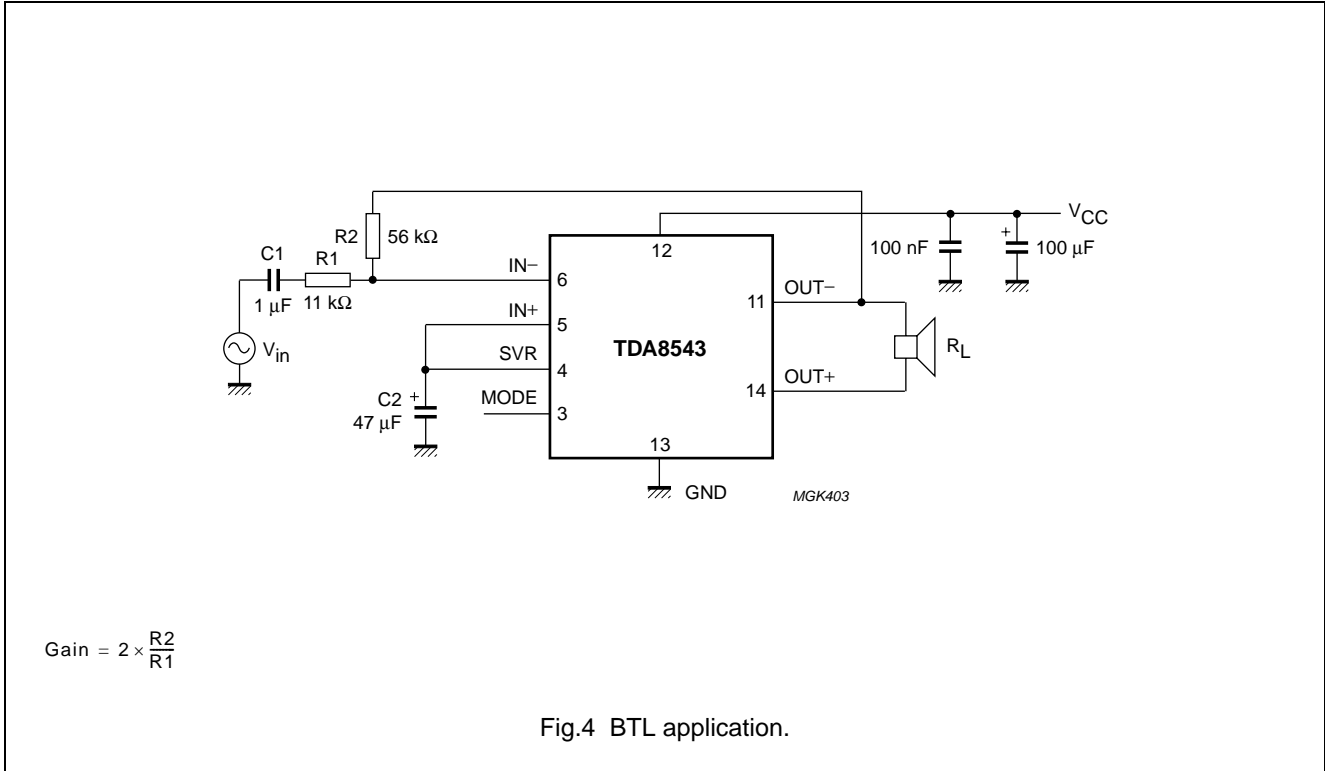 V_CC
R2
56 kΩ
12
100 nF
+
100 μF
C1
R1
IN−
6
11
OUT−
1 μF
11 kΩ
IN+
5
TDA8543
R_L
V_in
SVR
4
OUT+
14
C2
+
47 μF
MODE
3
13
GND
MGK403
Gain = 2 × R2/R1
Fig.4 BTL application.